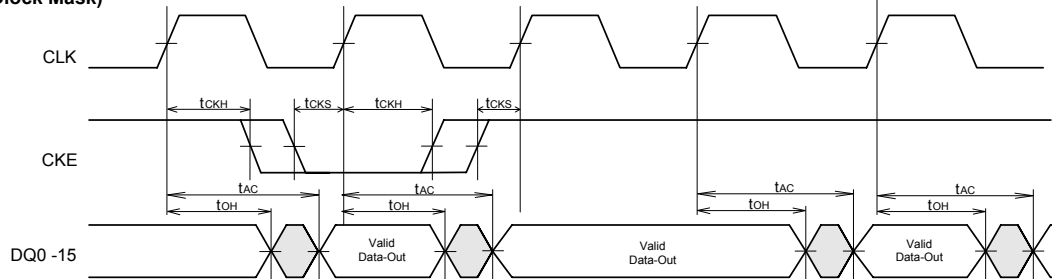 lock Mask)
CLK
tCKH tCKS tCKH tCKS
CKE
tAC tAC tAC tAC
tOH tOH tOH tOH
DQ0 -15
Valid
Data-Out
Valid
Data-Out
Valid
Data-Out